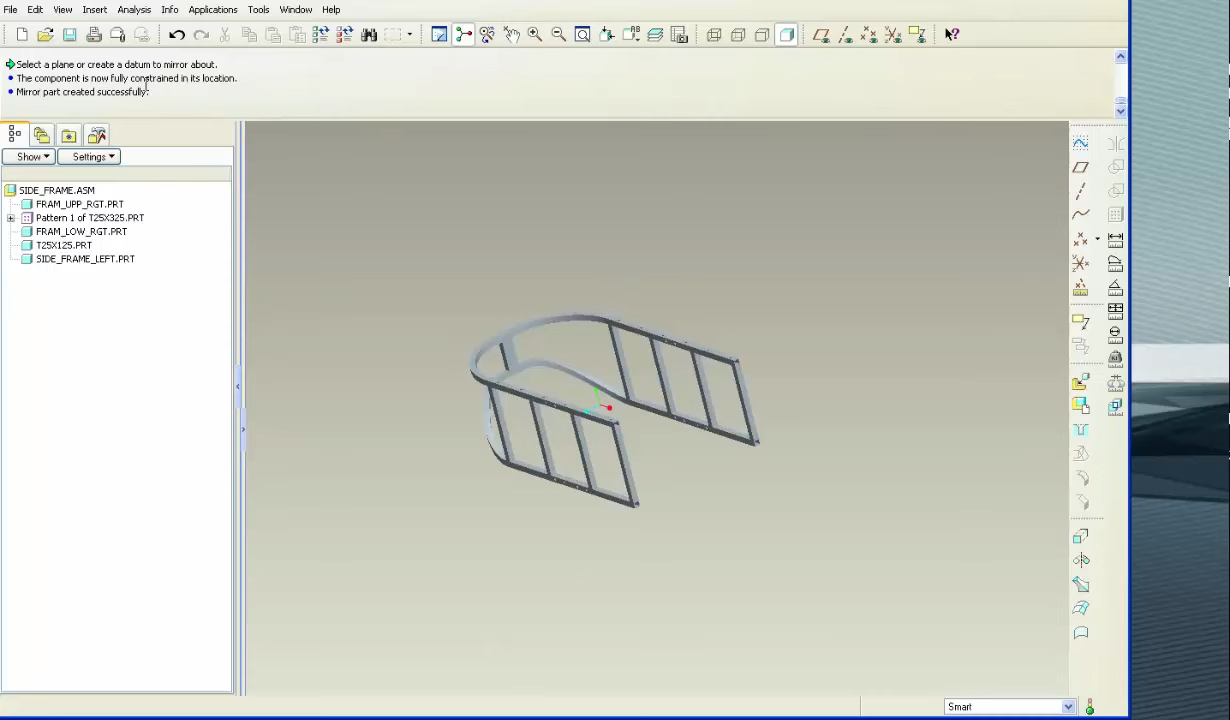 File Edit View Insert Analysis Info Applications Tools Window Help
Select a plane or create a datum to mirror about.
The component is now fully constrained in its location.
Mirror part created successfully.
Show Settings
SIDE_FRAME.ASM
FRAM_UPP_RGT.PRT
Pattern 1 of T25X325.PRT
FRAM_LOW_RGT.PRT
T25X125.PRT
SIDE_FRAME_LEFT.PRT
Smart